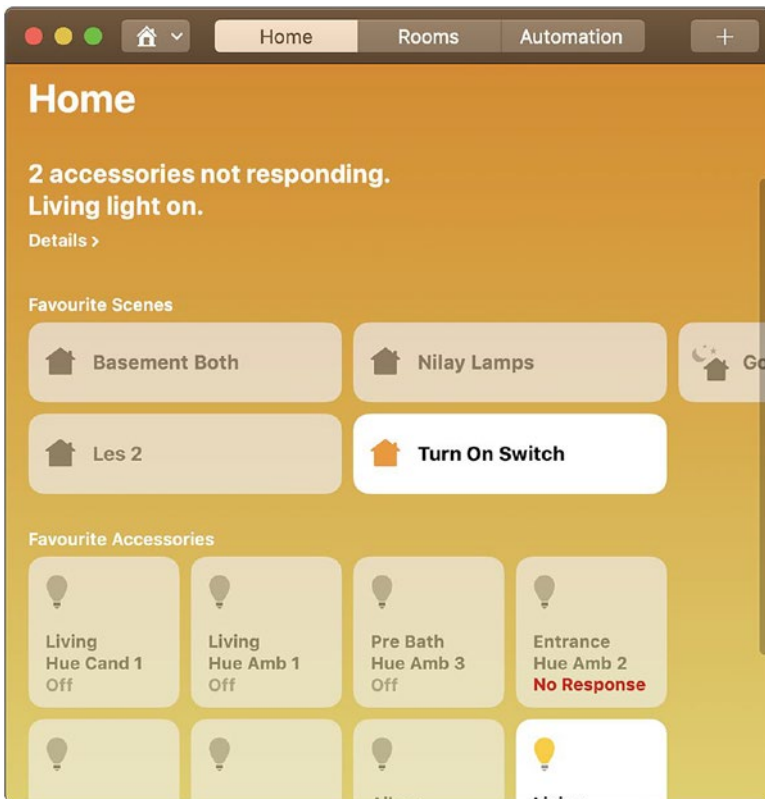 Home Rooms Automation +
Home
2 accessories not responding.
Living light on.
Details >
Favourite Scenes
Basement Both Nilay Lamps
Les 2 Turn On Switch
Favourite Accessories
Living Living Pre Bath Entrance
Hue Cand 1 Hue Amb 1 Hue Amb 3 Hue Amb 2
Off Off Off No Response